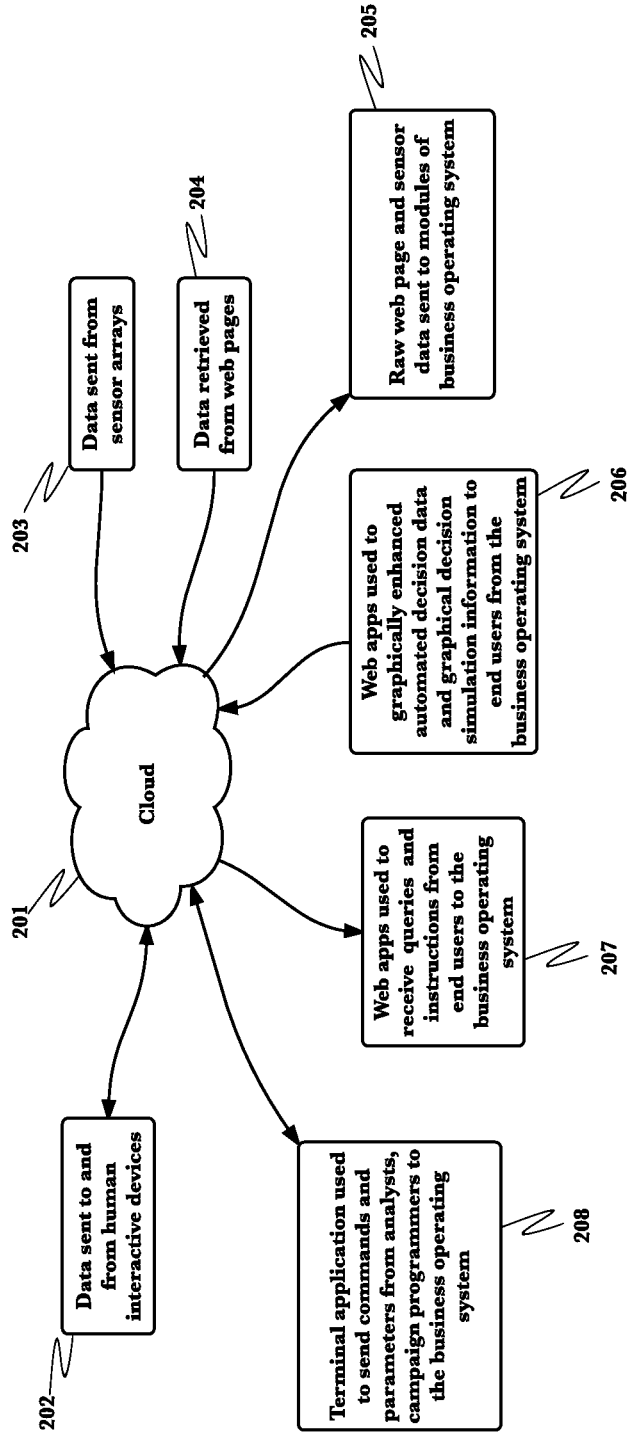 202
Data sent to and
from human
interactive devices
201
Cloud
203
Data sent from
sensor arrays
204
Data retrieved
from web pages
208
Terminal application used
to send commands and
parameters from analysts,
campaign programmers to
the business operating
system
207
Web apps used to
receive queries and
instructions from
end users to the
business operating
system
206
Web apps used to
graphically enhanced
automated decision data
and graphical decision
simulation information to
end users from the
business operating system
205
Raw web page and sensor
data sent to modules of
business operating system